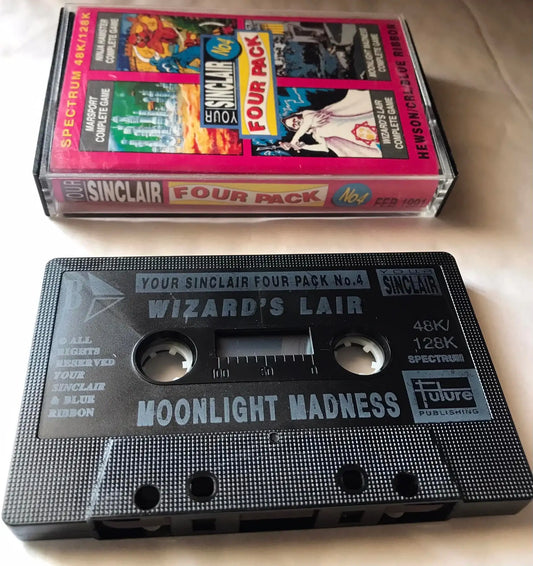 SPECTRUM 48K/128K
NINJA HAMSTER
COMPLETE GAME
MOONLIGHT MADNESS
COMPLETE GAME
YOUR
SINCLAIR
No.4
FOUR PACK
MARSPORT
COMPLETE GAME
WIZARD'S LAIR
COMPLETE GAME
HEWSON/CRL/BLUE RIBBON
YOUR SINCLAIR FOUR PACK No.4 FEB 1991
B
YOUR SINCLAIR FOUR PACK No.4
WIZARD'S LAIR
YOUR
SINCLAIR
© ALL
RIGHTS
RESERVED
YOUR
SINCLAIR
& BLUE
RIBBON
100 50 0
48K/
128K
SPECTRUM
MOONLIGHT MADNESS
Future
PUBLISHING